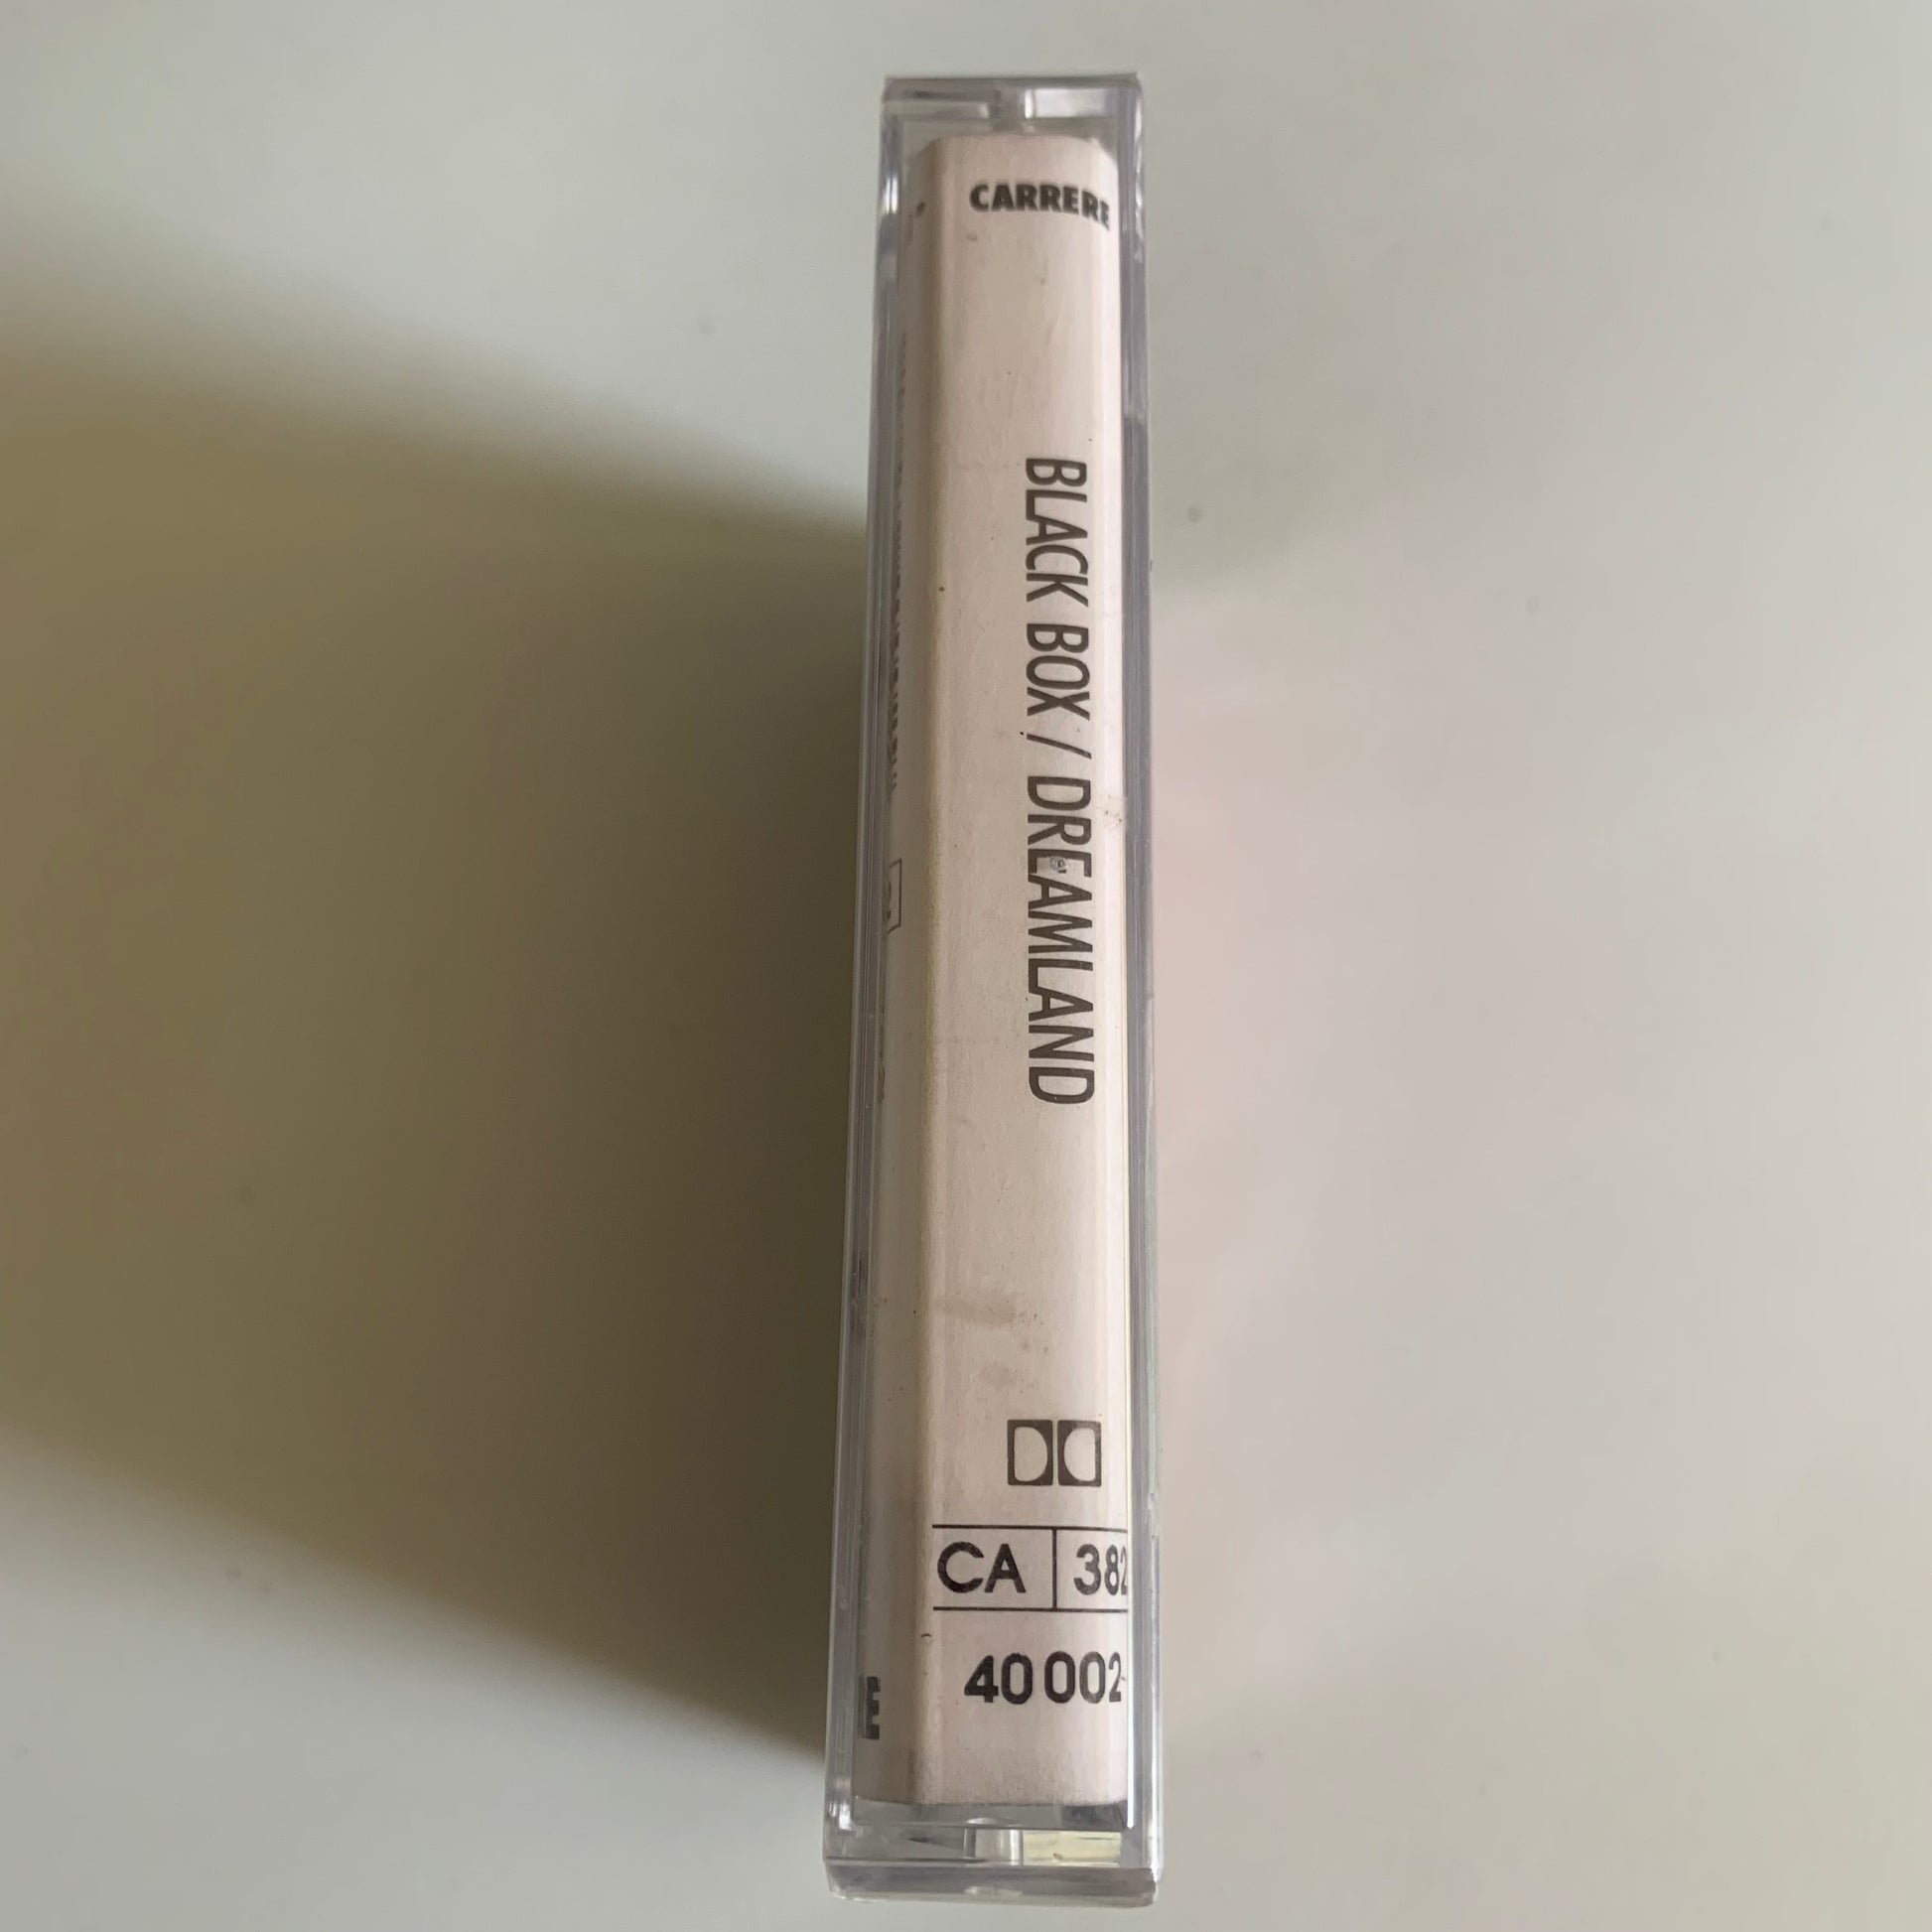 CARRERE
BLACK BOX / DREAMLAND
CA 382
40 002
E